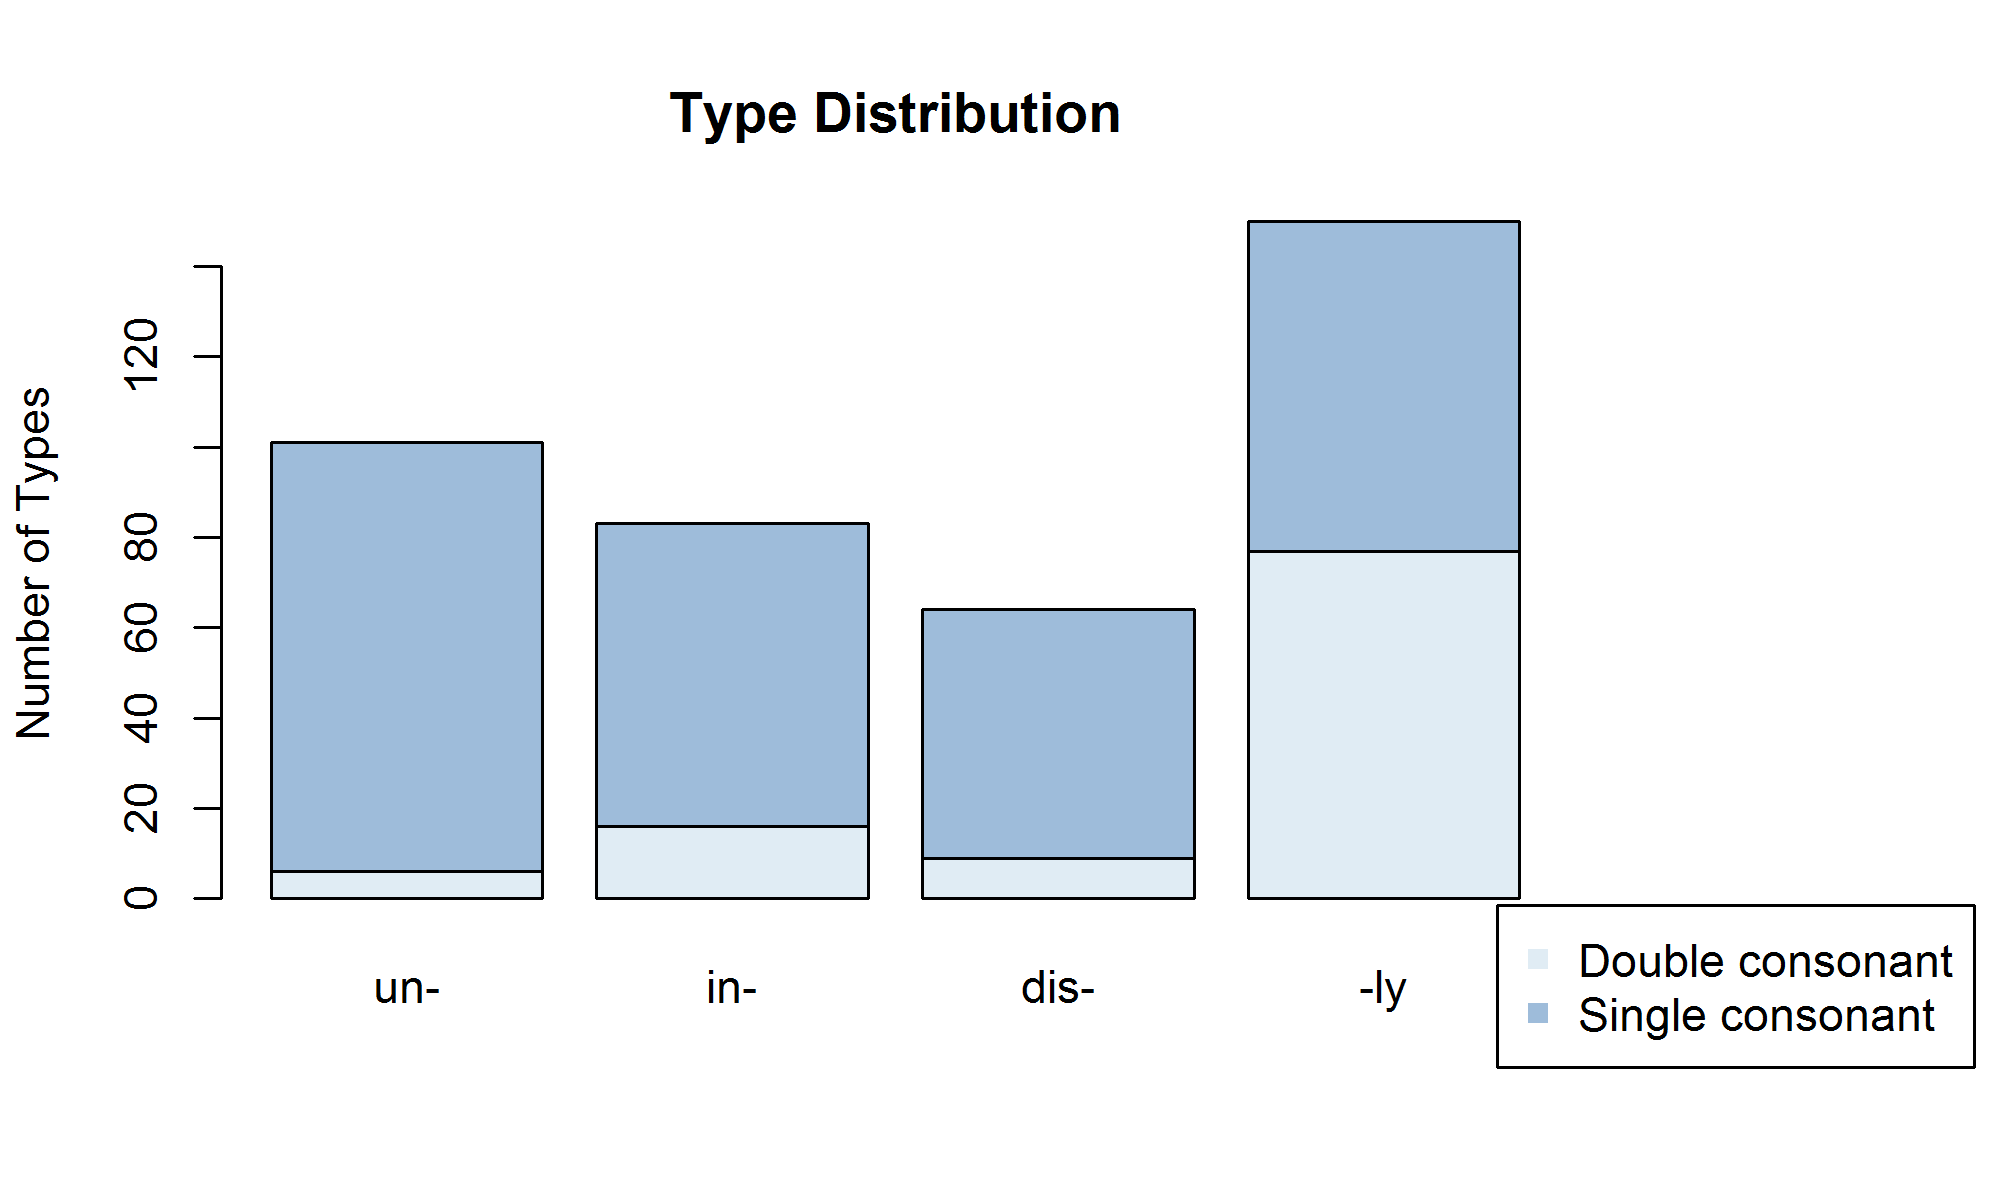 Type Distribution
Number of Types
120
80
60
40
20
0
un-
in-
dis-
-ly
Double consonant
Single consonant